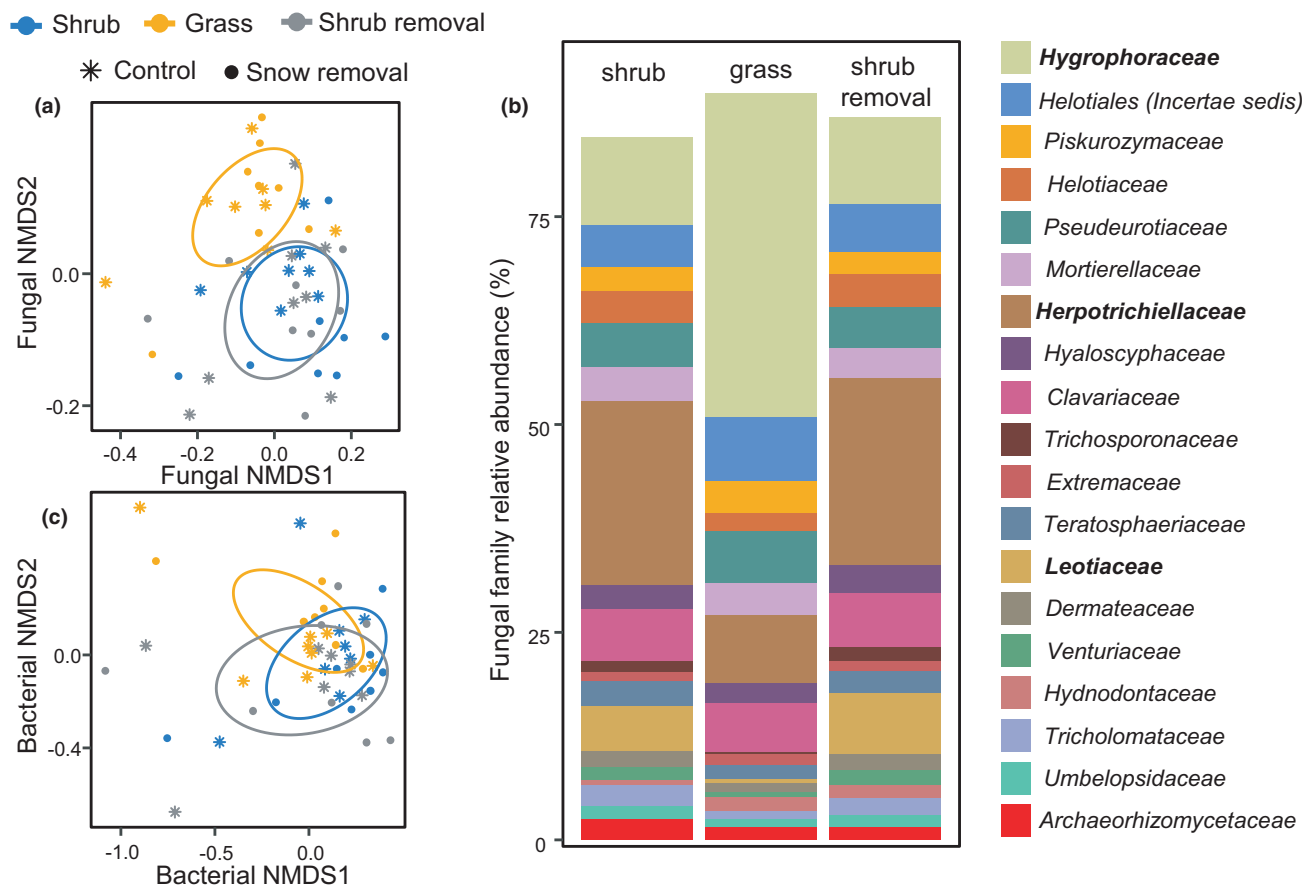 Shrub Grass Shrub removal
Control Snow removal
(a)
Fungal NMDS2
0.0
-0.2
-0.4 -0.2 0.0 0.2
Fungal NMDS1
(c)
Bacterial NMDS2
0.0
-0.4
-1.0 -0.5 0.0
Bacterial NMDS1
(b)
Fungal family relative abundance (%)
75
50
25
0
shrub grass shrub
removal
Hygrophoraceae
Helotiales (Incertae sedis)
Piskurozymaceae
Helotiaceae
Pseudeurotiaceae
Mortierellaceae
Herpotrichiellaceae
Hyaloscyphaceae
Clavariaceae
Trichosporonaceae
Extremaceae
Teratosphaeriaceae
Leotiaceae
Dermateaceae
Venturiaceae
Hydnodontaceae
Tricholomataceae
Umbelopsidaceae
Archaeorhizomycetaceae